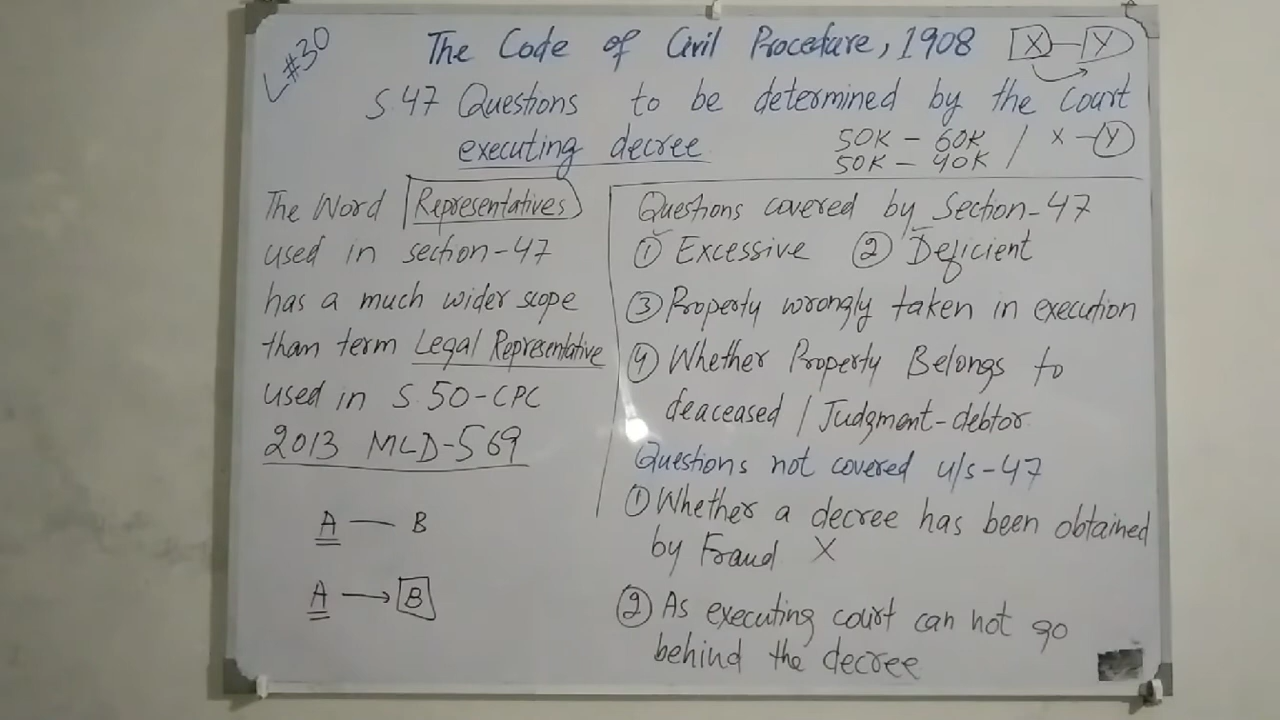 L#30
The Code of Civil Procedure, 1908
X — Y
S.47 Questions to be determined by the Court
executing decree
50K – 60K / X – Y
50K – 40K
The Word Representatives
used in section-47
has a much wider scope
than term Legal Representative
used in S.50-CPC
2013 MLD-569
A — B
A → B
Questions covered by Section-47
① Excessive ② Deficient
③ Property wrongly taken in execution
④ Whether Property Belongs to
deaceased / Judgment-debtor
Questions not covered u/s-47
① Whether a decree has been obtained
by Fraud X
② As executing court can not go
behind the decree